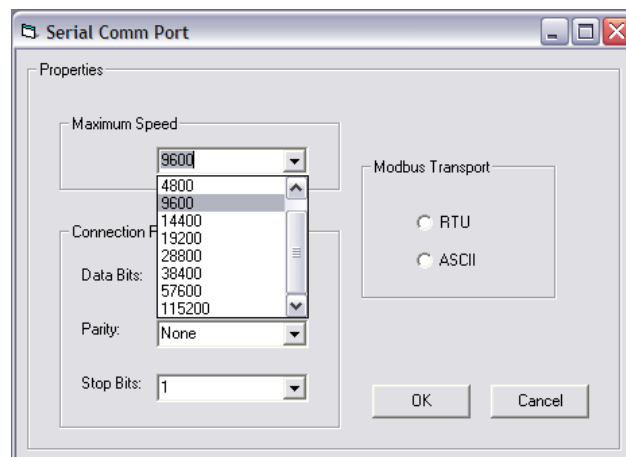 Serial Comm Port
Properties
Maximum Speed
9600
4800
9600
14400
19200
28800
38400
57600
115200
Connection
Data Bits:
Parity:
None
Stop Bits:
1
Modbus Transport
RTU
ASCII
OK
Cancel